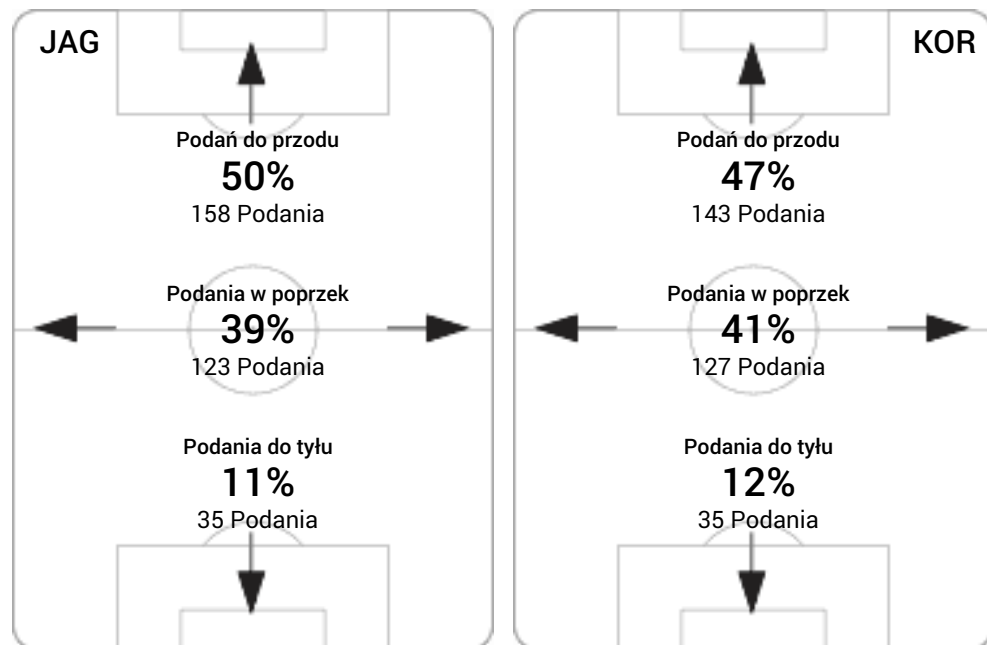 JAG
Podań do przodu
50%
158 Podania
Podania w poprzek
39%
123 Podania
Podania do tyłu
11%
35 Podania
KOR
Podań do przodu
47%
143 Podania
Podania w poprzek
41%
127 Podania
Podania do tyłu
12%
35 Podania